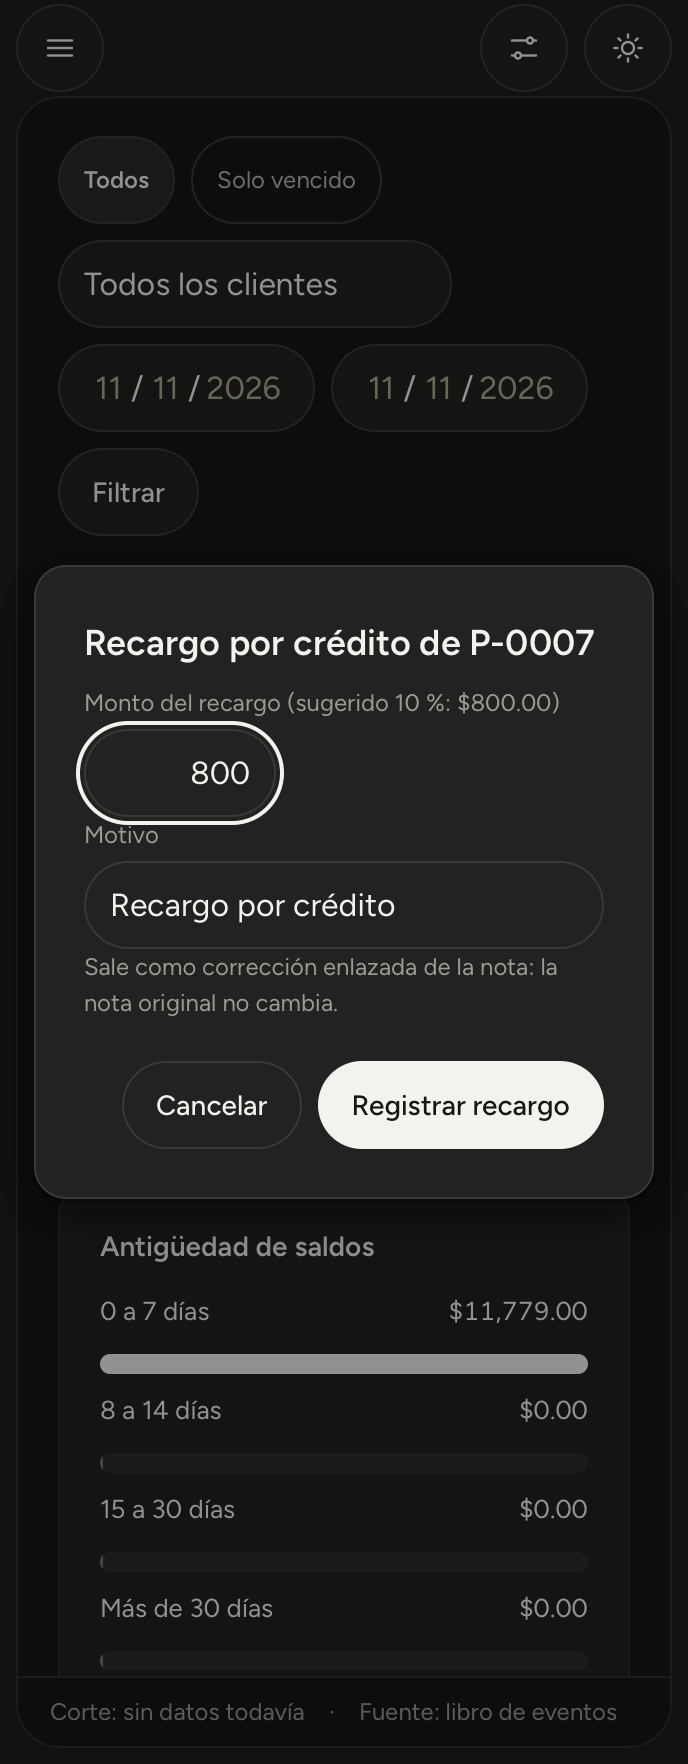 Todos
Solo vencido
Todos los clientes
11 / 11 / 2026
11 / 11 / 2026
Filtrar
Recargo por crédito de P-0007
Monto del recargo (sugerido 10 %: $800.00)
800
Motivo
Recargo por crédito
Sale como corrección enlazada de la nota: la
nota original no cambia.
Cancelar
Registrar recargo
Antigüedad de saldos
0 a 7 días $11,779.00
8 a 14 días $0.00
15 a 30 días $0.00
Más de 30 días $0.00
Corte: sin datos todavía · Fuente: libro de eventos